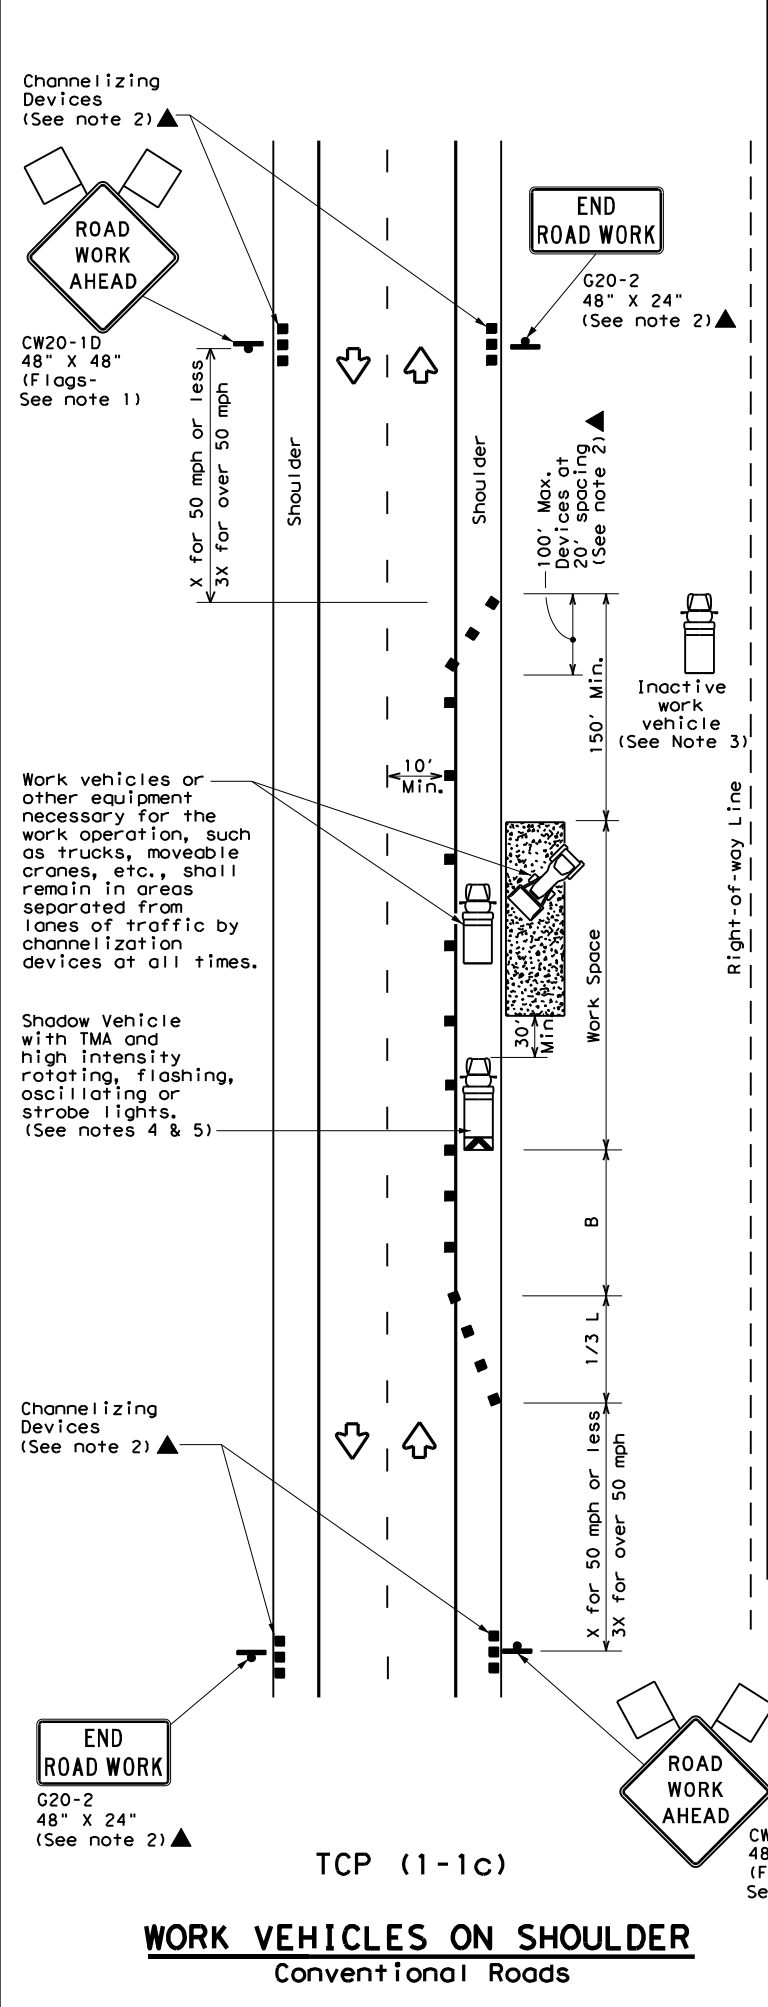 Channelizing
Devices
(See note 2)▲
ROAD
WORK
AHEAD
CW20-1D
48" X 48"
(Flags-
See note 1)
END
ROAD WORK
G20-2
48" X 24"
(See note 2)▲
X for 50 mph or less
3X for over 50 mph
Shoulder
Shoulder
100' Max.
Devices at
20' spacing
(See note 2)▲
150' Min.
Inactive
work
vehicle
(See Note 3)
Right-of-way Line
10'
Min.
Work vehicles or
other equipment
necessary for the
work operation, such
as trucks, moveable
cranes, etc., shall
remain in areas
separated from
lanes of traffic by
channelization
devices at all times.
Work Space
30'
Min.
Shadow Vehicle
with TMA and
high intensity
rotating, flashing,
oscillating or
strobe lights.
(See notes 4 & 5)
B
1/3 L
Channelizing
Devices
(See note 2)▲
X for 50 mph or less
3X for over 50 mph
END
ROAD WORK
G20-2
48" X 24"
(See note 2)▲
ROAD
WORK
AHEAD
CW
48
(F
Se
TCP (1-1c)
WORK VEHICLES ON SHOULDER
Conventional Roads